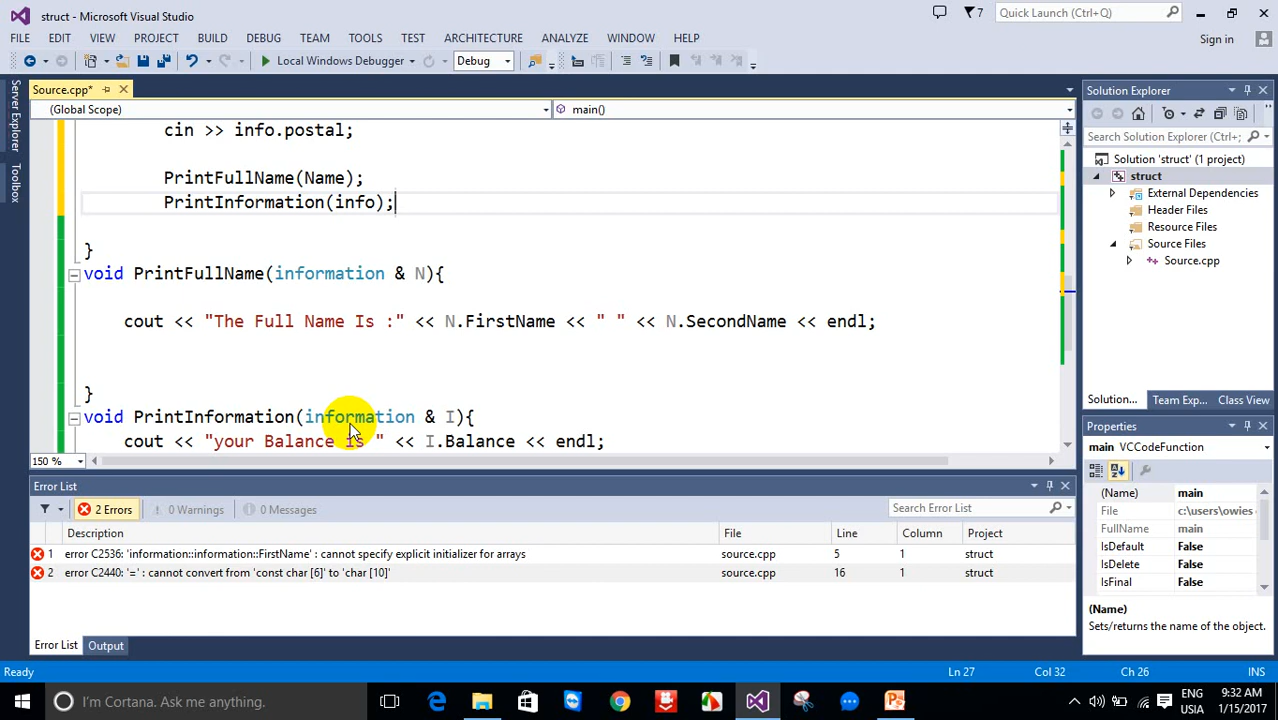 struct - Microsoft Visual Studio
7
Quick Launch (Ctrl+Q)
FILE EDIT VIEW PROJECT BUILD DEBUG TEAM TOOLS TEST ARCHITECTURE ANALYZE WINDOW HELP
Sign in
Local Windows Debugger Debug
Source.cpp*
(Global Scope) main()
Server Explorer
Toolbox
cin >> info.postal;
PrintFullName(Name);
PrintInformation(info);
}
void PrintFullName(information & N){
cout << "The Full Name Is :" << N.FirstName << " " << N.SecondName << endl;
}
void PrintInformation(information & I){
cout << "your Balance is " << I.Balance << endl;
150 %
Solution Explorer
Search Solution Explorer (Ctrl+;)
Solution 'struct' (1 project)
struct
External Dependencies
Header Files
Resource Files
Source Files
Source.cpp
Soluti... Team Exp... Class View
Properties
main VCCodeFunction
(Name) main
File c:\users\owies
FullName main
IsDefault False
IsDelete False
IsFinal False
(Name)
Sets/returns the name of the object.
Error List
2 Errors 0 Warnings 0 Messages
Search Error List
Description File Line Column Project
1 error C2536: 'information::information::FirstName' : cannot specify explicit initializer for arrays source.cpp 5 1 struct
2 error C2440: '=' : cannot convert from 'const char [6]' to 'char [10]' source.cpp 16 1 struct
Error List Output
Ready Ln 27 Col 32 Ch 26 INS
I'm Cortana. Ask me anything.
ENG 9:32 AM
USIA 1/15/2017